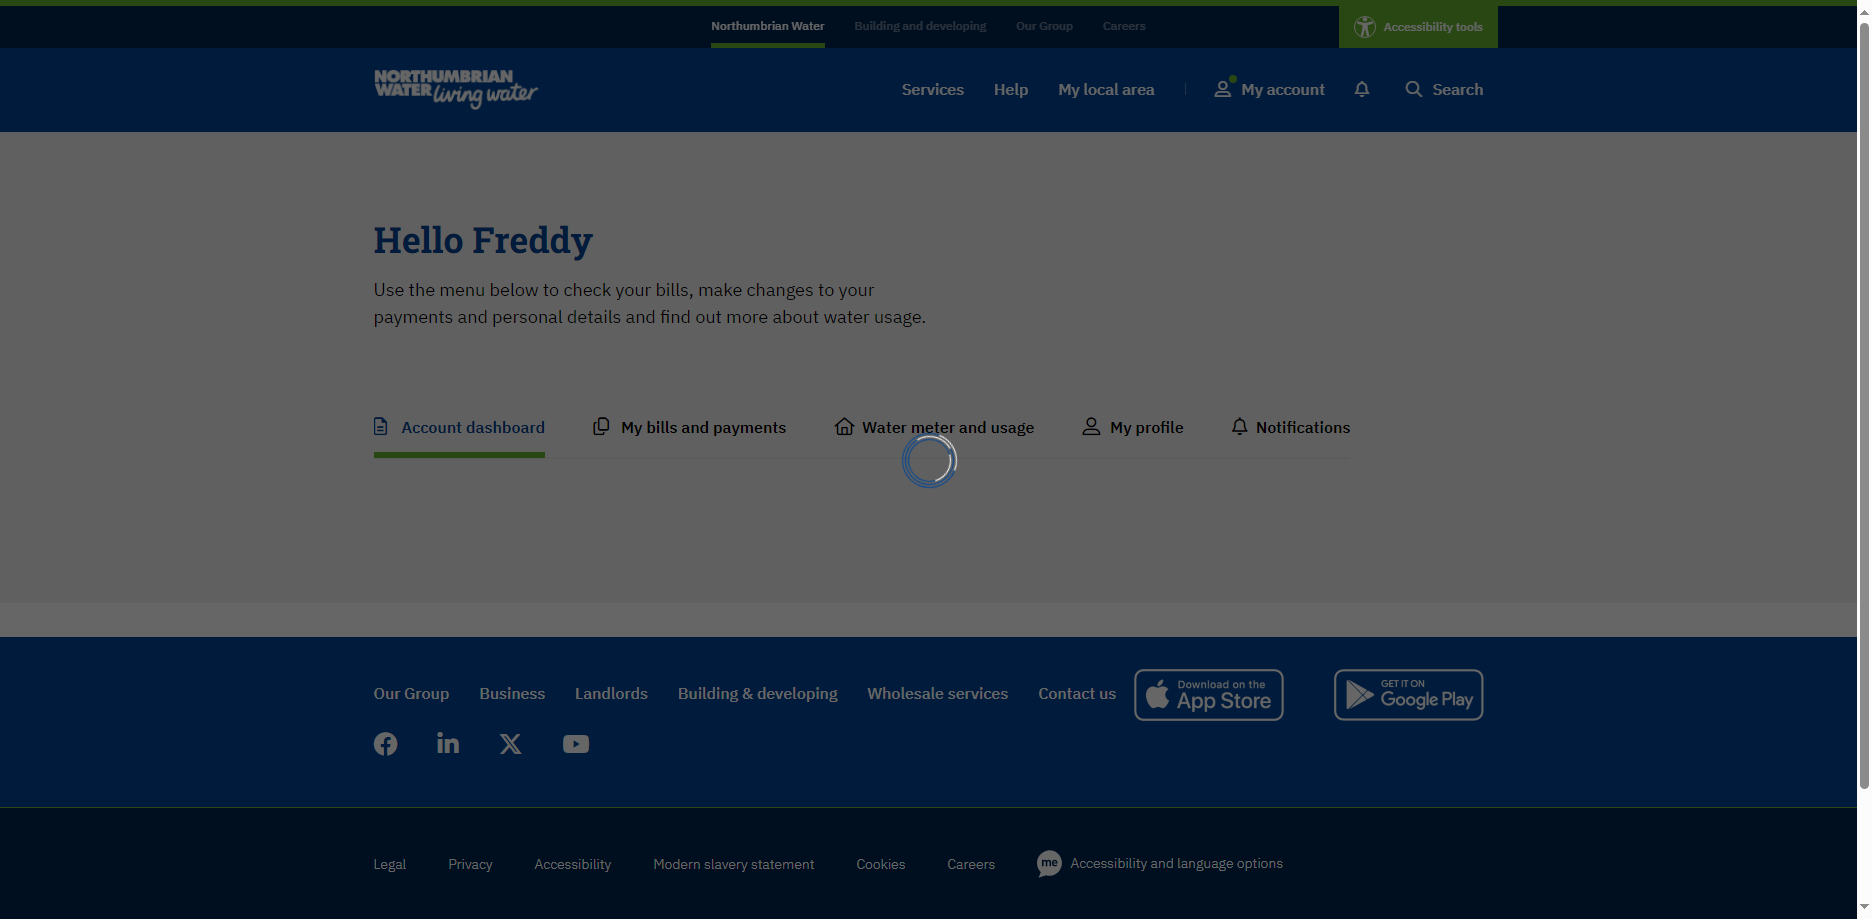 Northumbrian Water
Building and developing
Our Group
Careers
Accessibility tools
NORTHUMBRIAN
WATER living water
Services
Help
My local area
My account
Search
Hello Freddy
Use the menu below to check your bills, make changes to your
payments and personal details and find out more about water usage.
Account dashboard
My bills and payments
Water meter and usage
My profile
Notifications
Our Group
Business
Landlords
Building & developing
Wholesale services
Contact us
Download on the
App Store
GET IT ON
Google Play
Legal
Privacy
Accessibility
Modern slavery statement
Cookies
Careers
me
Accessibility and language options